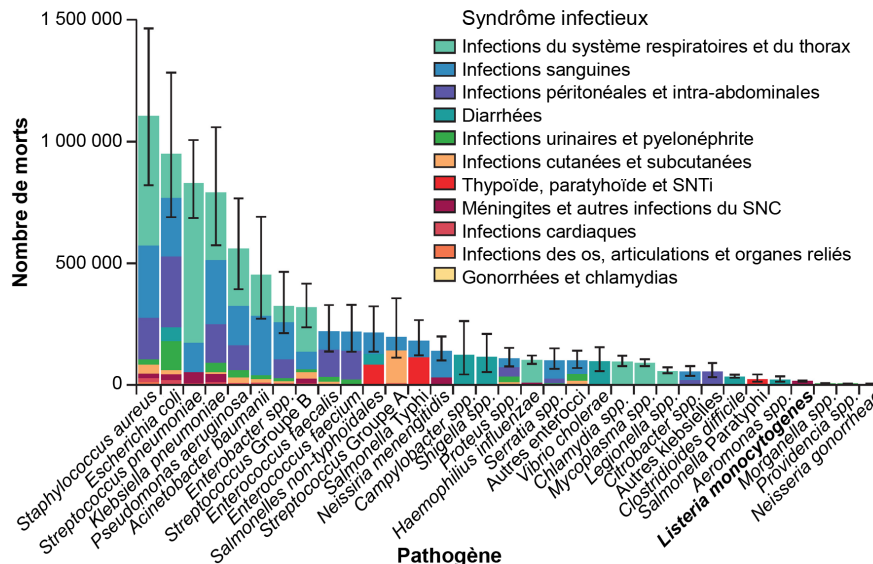 Syndrôme infectieux
Infections du système respiratoires et du thorax
Infections sanguines
Infections péritonéales et intra-abdominales
Diarrhées
Infections urinaires et pyelonéphrite
Infections cutanées et subcutanées
Thypoïde, paratyhoïde et SNTi
Méningites et autres infections du SNC
Infections cardiaques
Infections des os, articulations et organes reliés
Gonorrhées et chlamydias
Nombre de morts
1 500 000
1 000 000
500 000
0
Staphylococcus aureus
Escherichia coli
Streptococcus pneumoniae
Klebsiella pneumoniae
Pseudomonas aeruginosa
Acinetobacter baumanii
Enterobacter spp.
Streptococcus Groupe B
Enterococcus faecalis
Enterococcus faecium
Salmonelles non-typhoïdales
Streptococcus Groupe A
Salmonella Typhi
Neissiria menengitidis
Campylobacter spp.
Shigella spp.
Proteus spp.
Haemophilius influenzae
Serratia spp.
Autres entefocci
Vibrio cholerae
Chlamydia spp.
Mycoplasma spp.
Legionella spp.
Citrobacter spp.
Autres klebsielles
Clostridioides difficile
Salmonella Paratyphi
Aeromonas spp.
Listeria monocytogenes
Morganella spp.
Providencia spp.
Neisseria gonorrheae
Pathogène